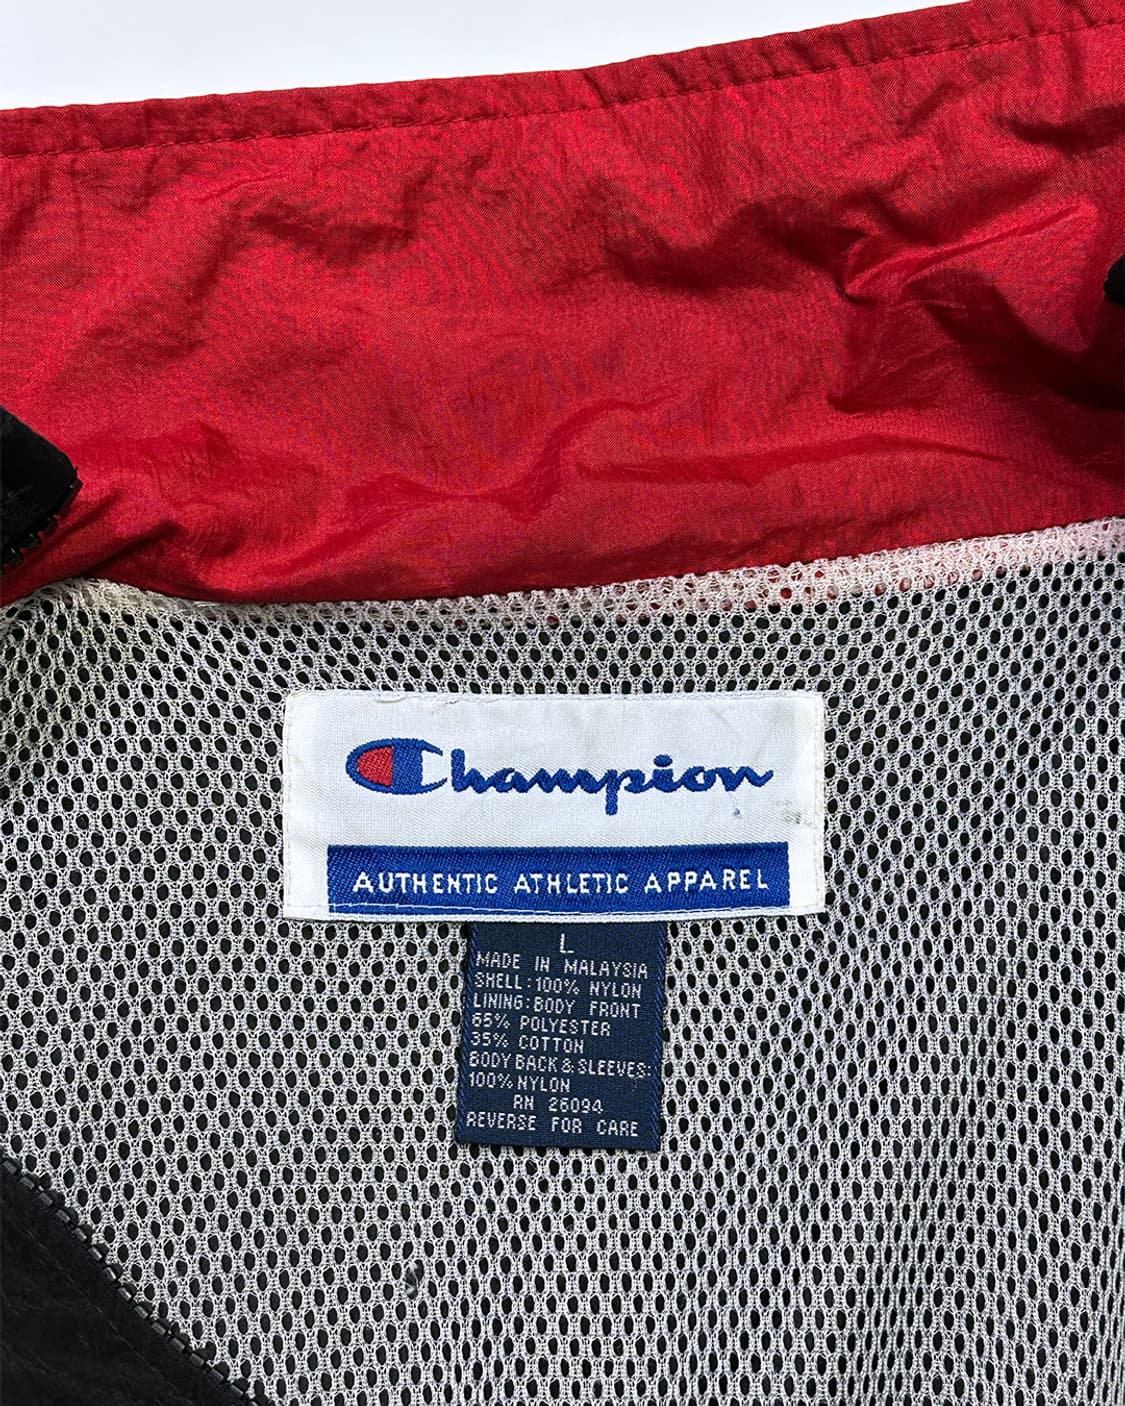 Champion
AUTHENTIC ATHLETIC APPAREL
L
MADE IN MALAYSIA
SHELL:100% NYLON
LINING:BODY FRONT
65% POLYESTER
35% COTTON
BODY BACK & SLEEVES:
100% NYLON
RN 26094
REVERSE FOR CARE